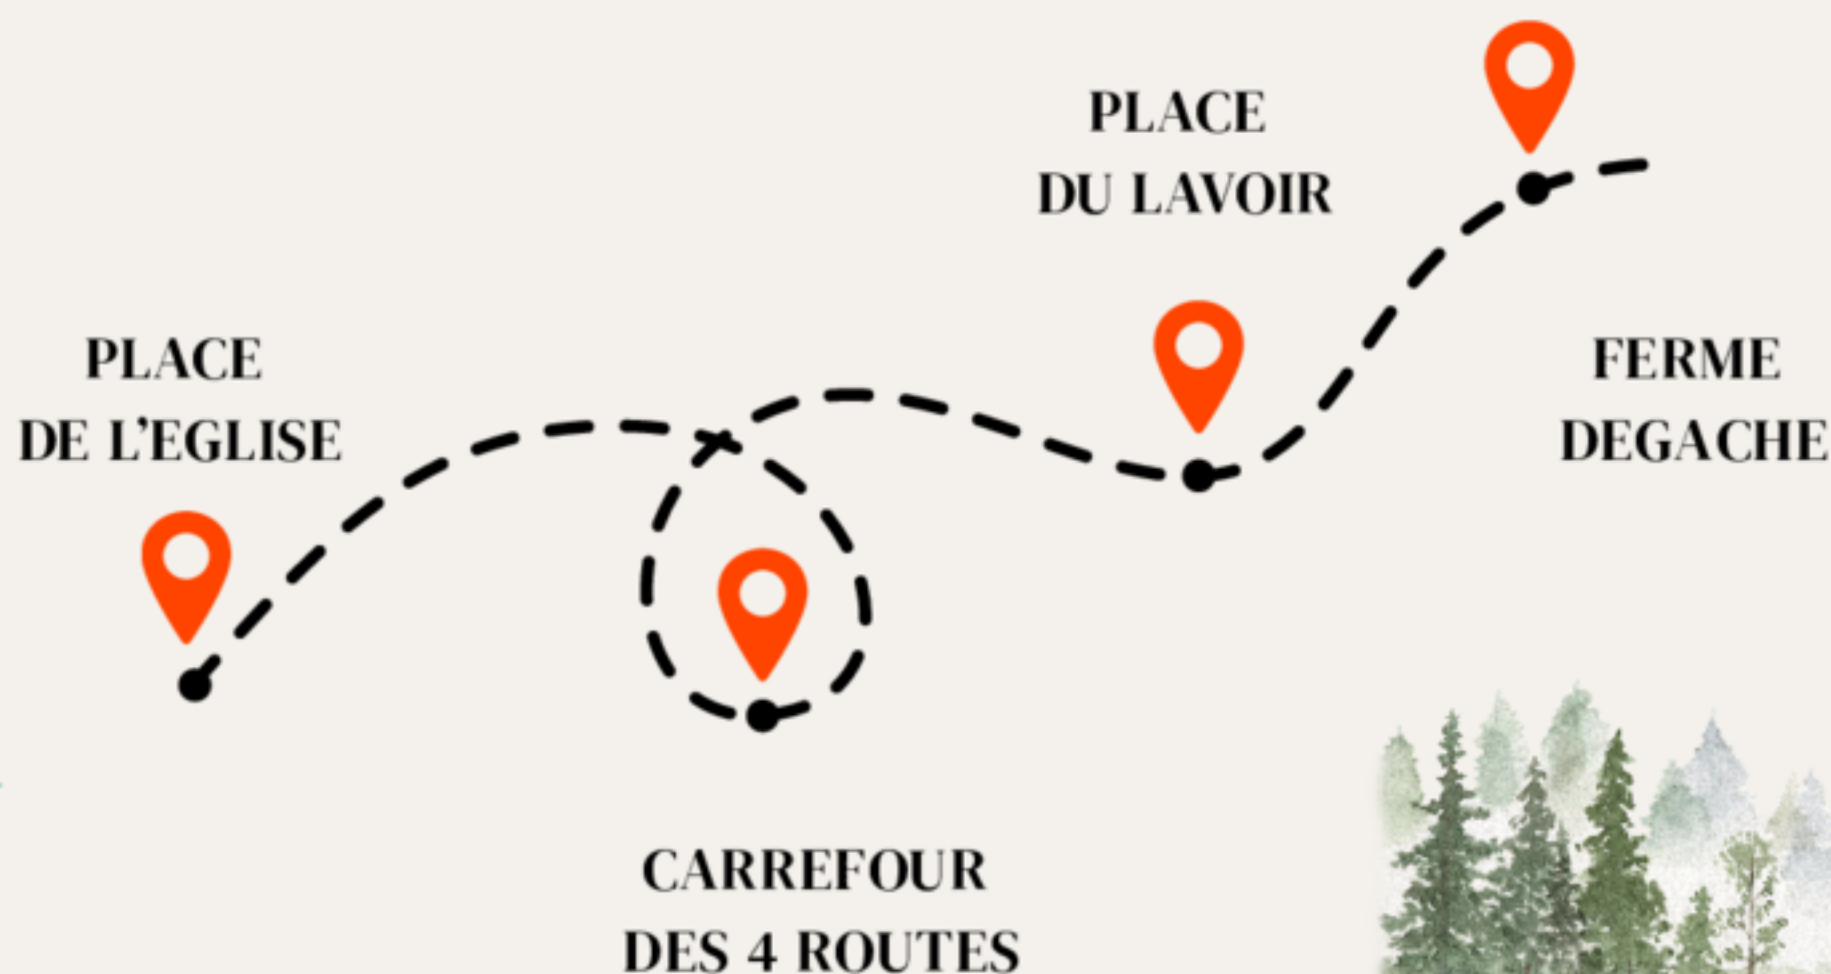 PLACE
DE L’EGLISE
CARREFOUR
DES 4 ROUTES
PLACE
DU LAVOIR
FERME
DEGACHE